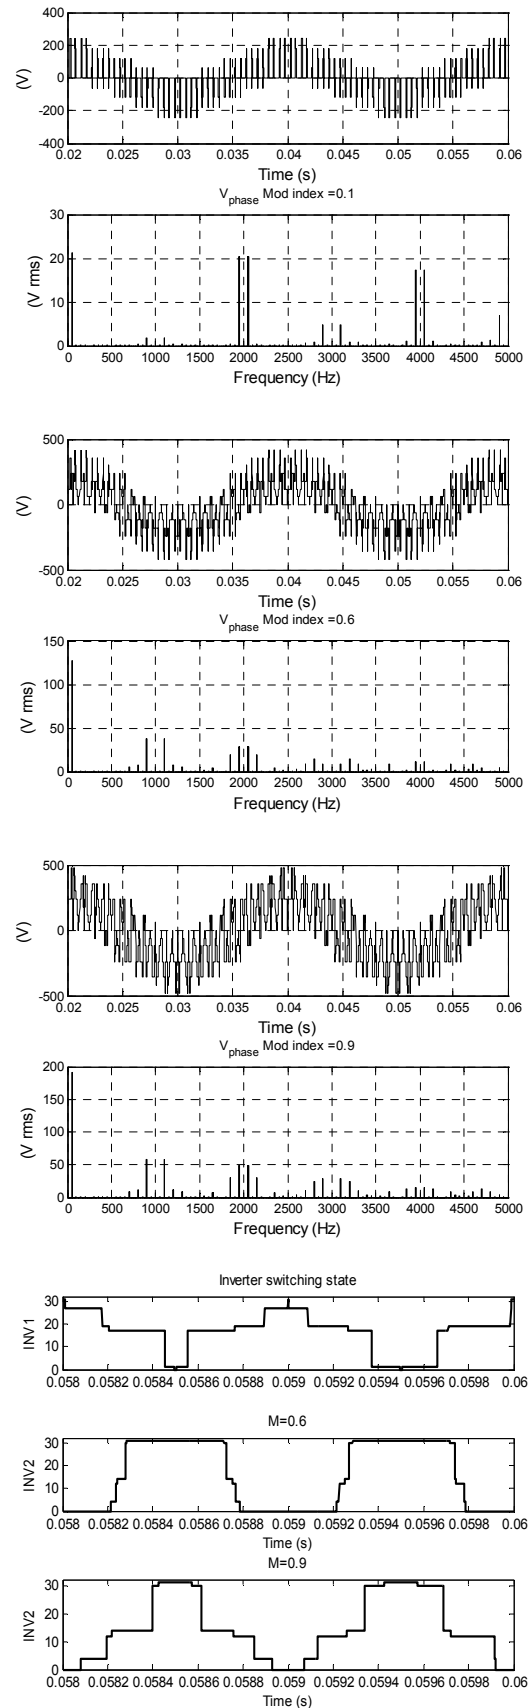 400
200
0
-200
-400
(V)
0.02 0.025 0.03 0.035 0.04 0.045 0.05 0.055 0.06
Time (s)
Vphase Mod index =0.1
30
20
10
0
(V rms)
0 500 1000 1500 2000 2500 3000 3500 4000 4500 5000
Frequency (Hz)
500
0
-500
(V)
0.02 0.025 0.03 0.035 0.04 0.045 0.05 0.055 0.06
Time (s)
Vphase Mod index =0.6
150
100
50
0
(V rms)
0 500 1000 1500 2000 2500 3000 3500 4000 4500 5000
Frequency (Hz)
500
0
-500
(V)
0.02 0.025 0.03 0.035 0.04 0.045 0.05 0.055 0.06
Time (s)
Vphase Mod index =0.9
200
150
100
50
0
(V rms)
0 500 1000 1500 2000 2500 3000 3500 4000 4500 5000
Frequency (Hz)
Inverter switching state
30
20
10
0
INV1
0.058 0.0582 0.0584 0.0586 0.0588 0.059 0.0592 0.0594 0.0596 0.0598 0.06
M=0.6
30
20
10
0
INV2
0.058 0.0582 0.0584 0.0586 0.0588 0.059 0.0592 0.0594 0.0596 0.0598 0.06
Time (s)
M=0.9
30
20
10
0
INV2
0.058 0.0582 0.0584 0.0586 0.0588 0.059 0.0592 0.0594 0.0596 0.0598 0.06
Time (s)